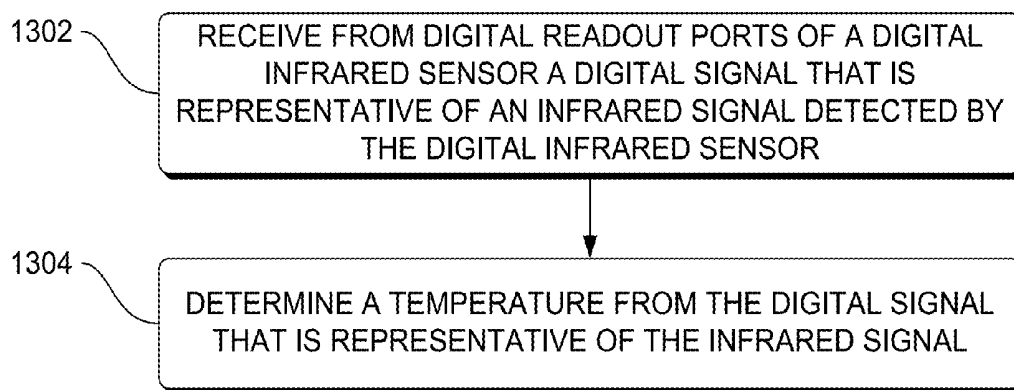 1302
RECEIVE FROM DIGITAL READOUT PORTS OF A DIGITAL
INFRARED SENSOR A DIGITAL SIGNAL THAT IS
REPRESENTATIVE OF AN INFRARED SIGNAL DETECTED BY
THE DIGITAL INFRARED SENSOR
1304
DETERMINE A TEMPERATURE FROM THE DIGITAL SIGNAL
THAT IS REPRESENTATIVE OF THE INFRARED SIGNAL